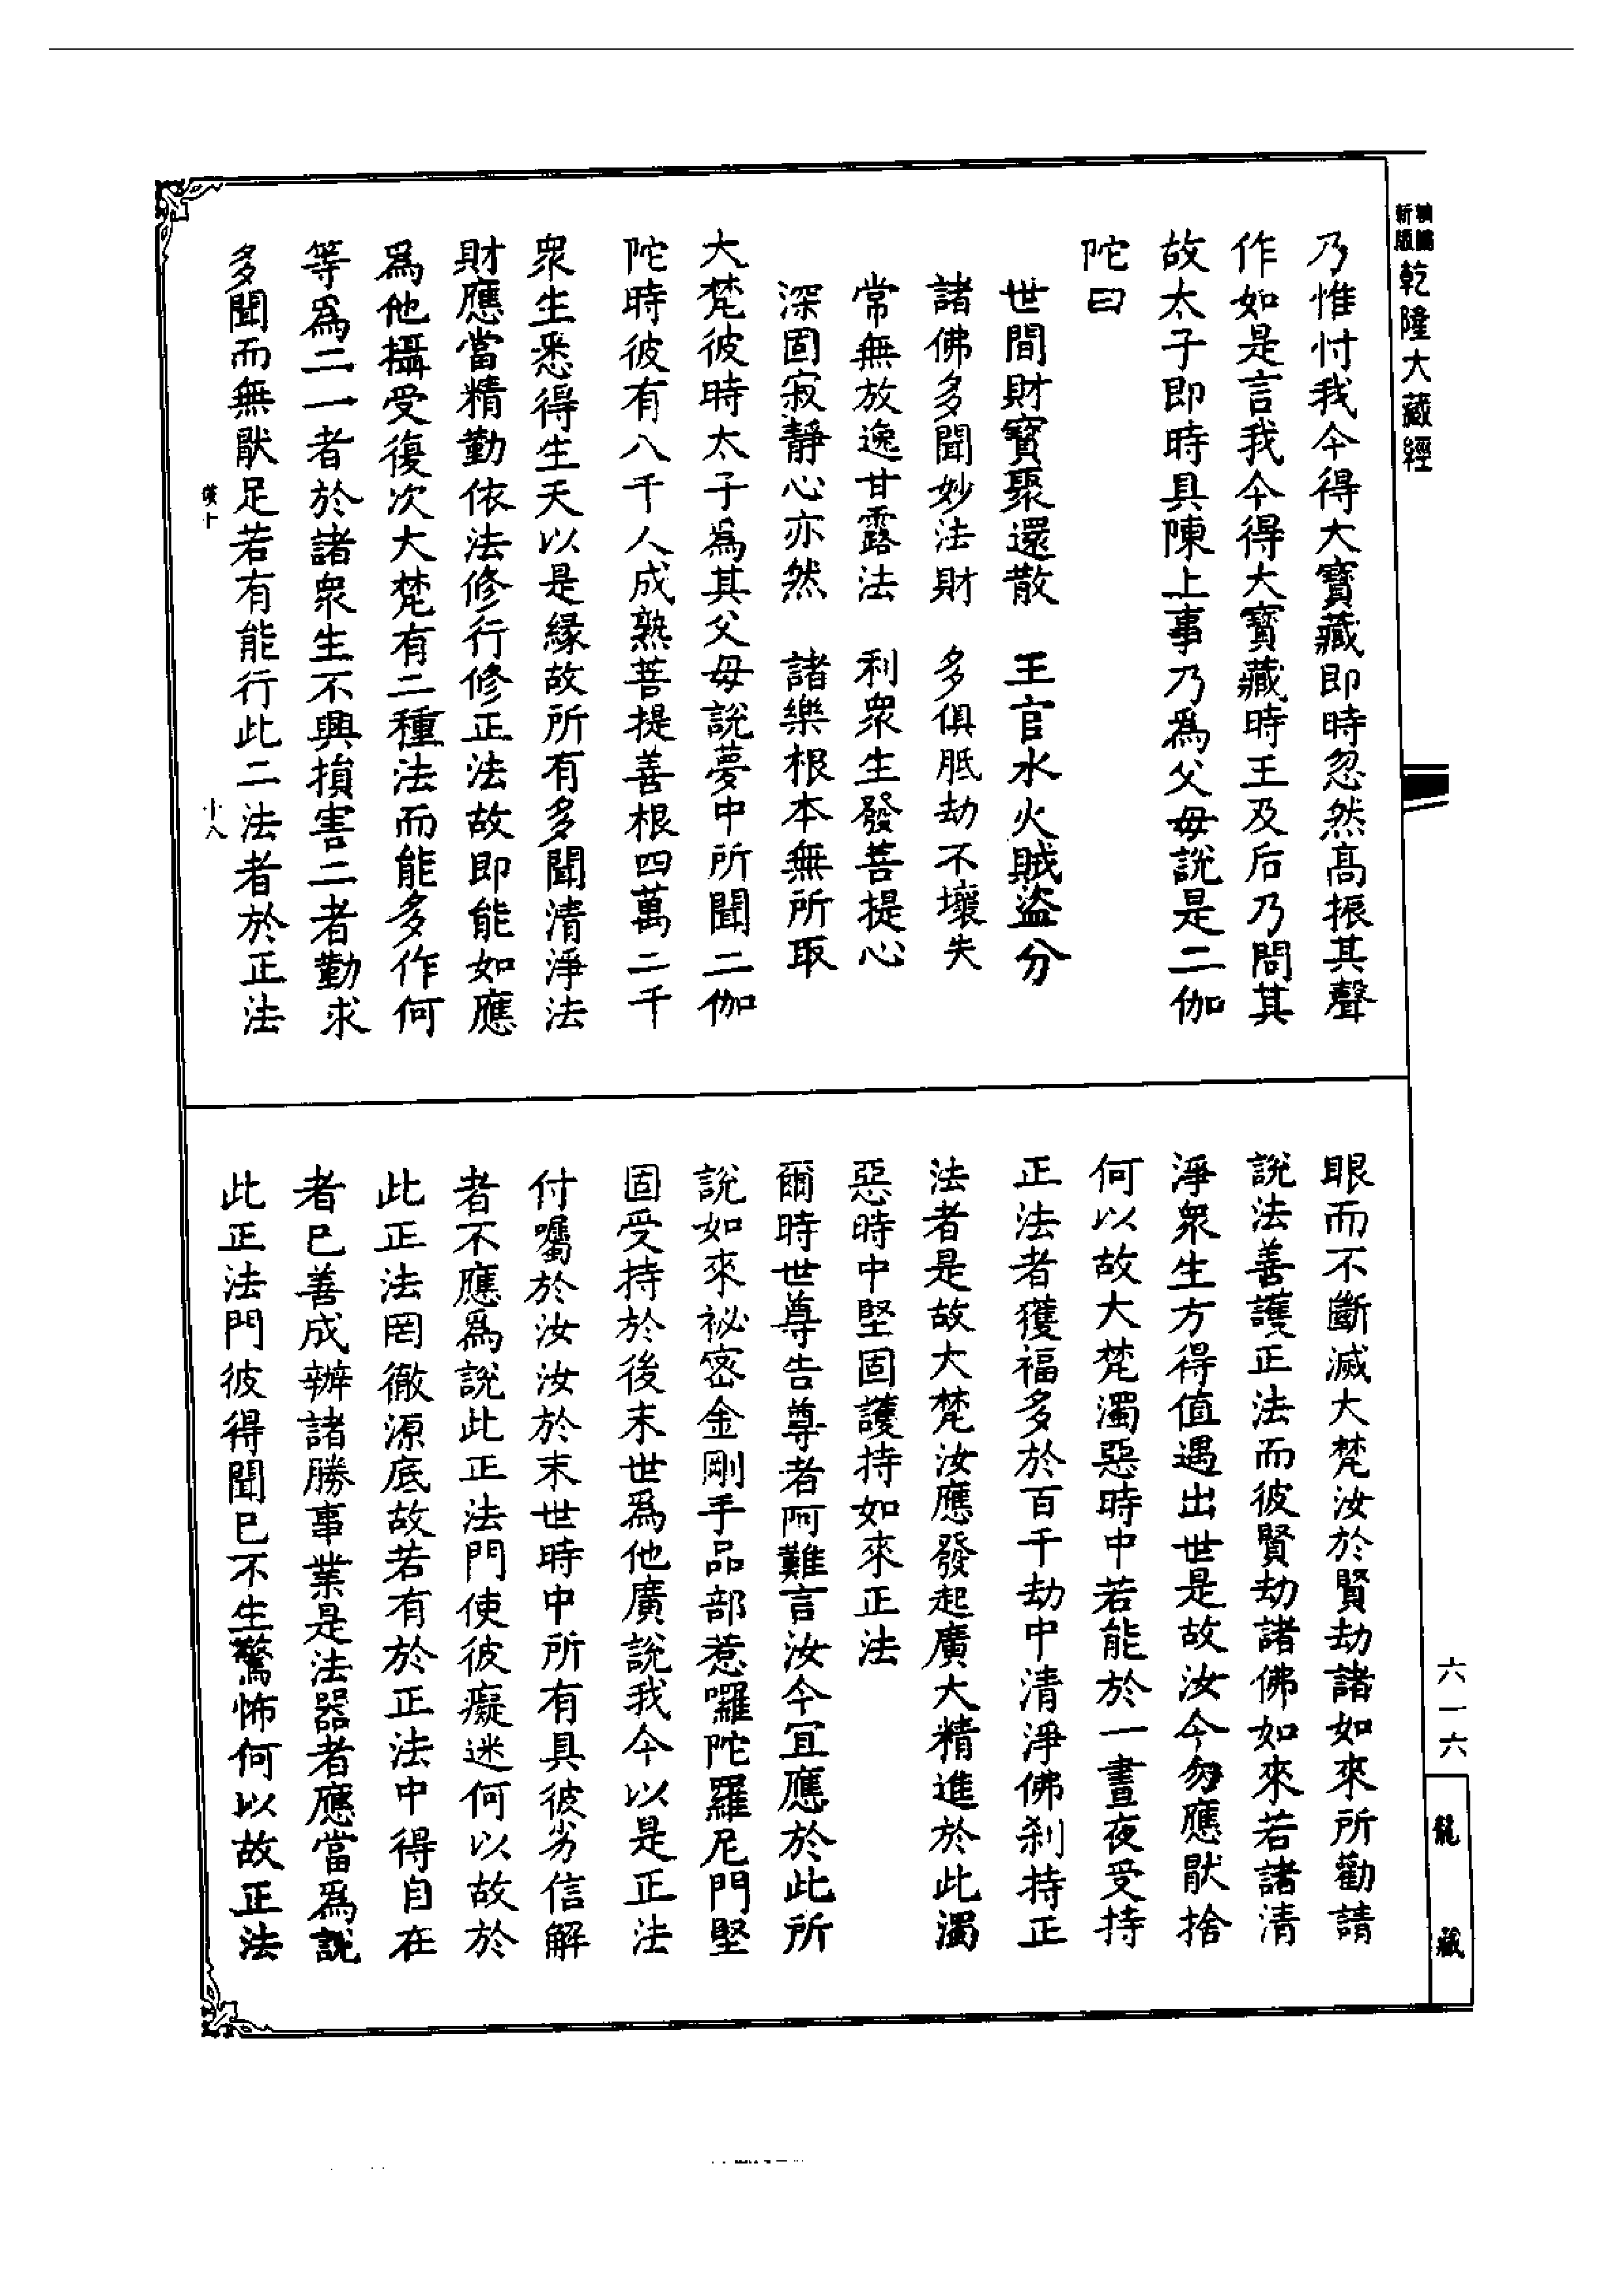 新版
乾隆大藏經
乃惟忖我今得大寶藏即時忽然高振其聲
作如是言我今得大寶藏時王及后乃問其
故太子即時具陳上事乃爲父母說是二伽
陀曰
世間財寶聚還散　王官水火賊盜分
諸佛多聞妙法財　多俱胝劫不壞失
常無放逸甘露法　利衆生發菩提心
深固寂靜心亦然　諸樂根本無所取
大梵彼時太子爲其父母說夢中所聞二伽
陀時彼有八千人成熟菩提善根四萬二千
衆生悉得生天以是緣故所有多聞清淨法
財應當精勤依法修行修正法故即能如應
爲他攝受復次大梵有二種法而能多作何
等爲二一者於諸衆生不興損害二者勤求
多聞而無猒足若有能行此二法者於正法
十八
眼而不斷滅大梵汝於賢劫諸如來所勸請
說法善護正法而彼賢劫諸佛如來若諸清
淨衆生方得值遇出世是故汝今勿應猒捨
何以故大梵濁惡時中若能於一晝夜受持
正法者獲福多於百千劫中清淨佛刹持正
法者是故大梵汝應發起廣大精進於此濁
惡時中堅固護持如來正法
爾時世尊告尊者阿難言汝今宜應於此所
說如來祕密金剛手品部惹囉陀羅尼門堅
固受持於後末世爲他廣說我今以是正法
付囑於汝汝於末世時中所有具彼劣信解
者不應爲說此正法門使彼癡迷何以故於
此正法罔徹源底故若有於正法中得自在
者已善成辦諸勝事業是法器者應當爲說
此正法門彼得聞已不生驚怖何以故正法
六一六
龍藏